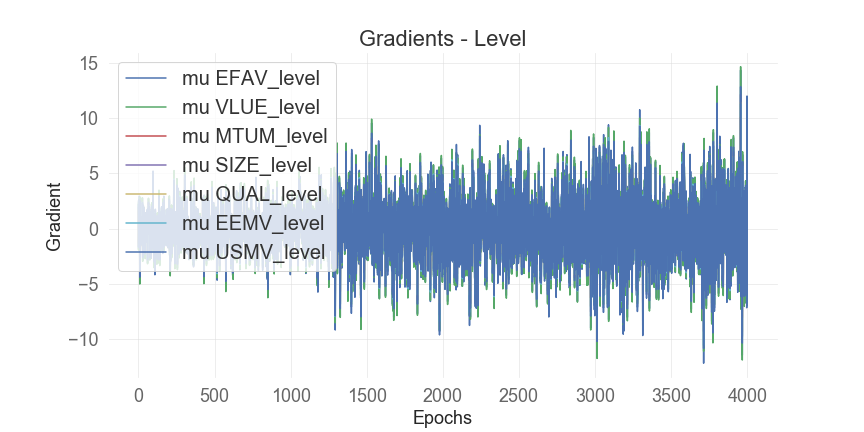 Gradients - Level
15
10
5
0
−5
−10
Gradient
mu EFAV_level
mu VLUE_level
mu MTUM_level
mu SIZE_level
mu QUAL_level
mu EEMV_level
mu USMV_level
0 500 1000 1500 2000 2500 3000 3500 4000
Epochs